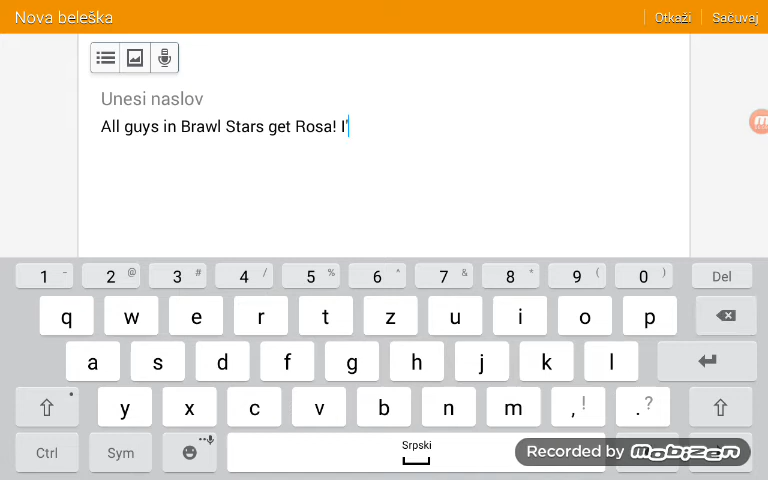 Nova beleška
Otkaži
Sačuvaj
Unesi naslov
All guys in Brawl Stars get Rosa! I'
1 - 2 @ 3 # 4 / 5 % 6 ^ 7 & 8 * 9 ( 0 ) Del
q w e r t z u i o p
a s d f g h j k l
y x c v b n m , ! . ?
Ctrl Sym Srpski
Recorded by mobizen